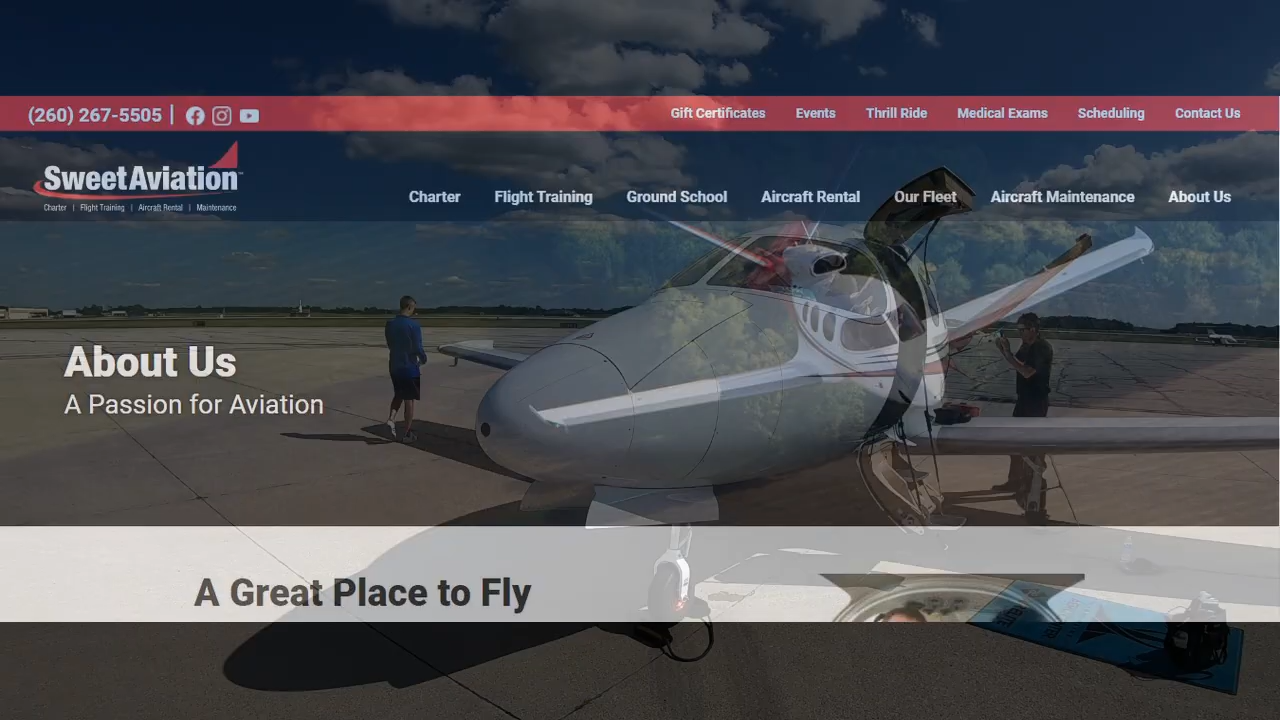 (260) 267-5505 |
Gift Certificates Events Thrill Ride Medical Exams Scheduling Contact Us
SweetAviation
Charter | Flight Training | Aircraft Rental | Maintenance
Charter Flight Training Ground School Aircraft Rental Our Fleet Aircraft Maintenance About Us
About Us
A Passion for Aviation
A Great Place to Fly